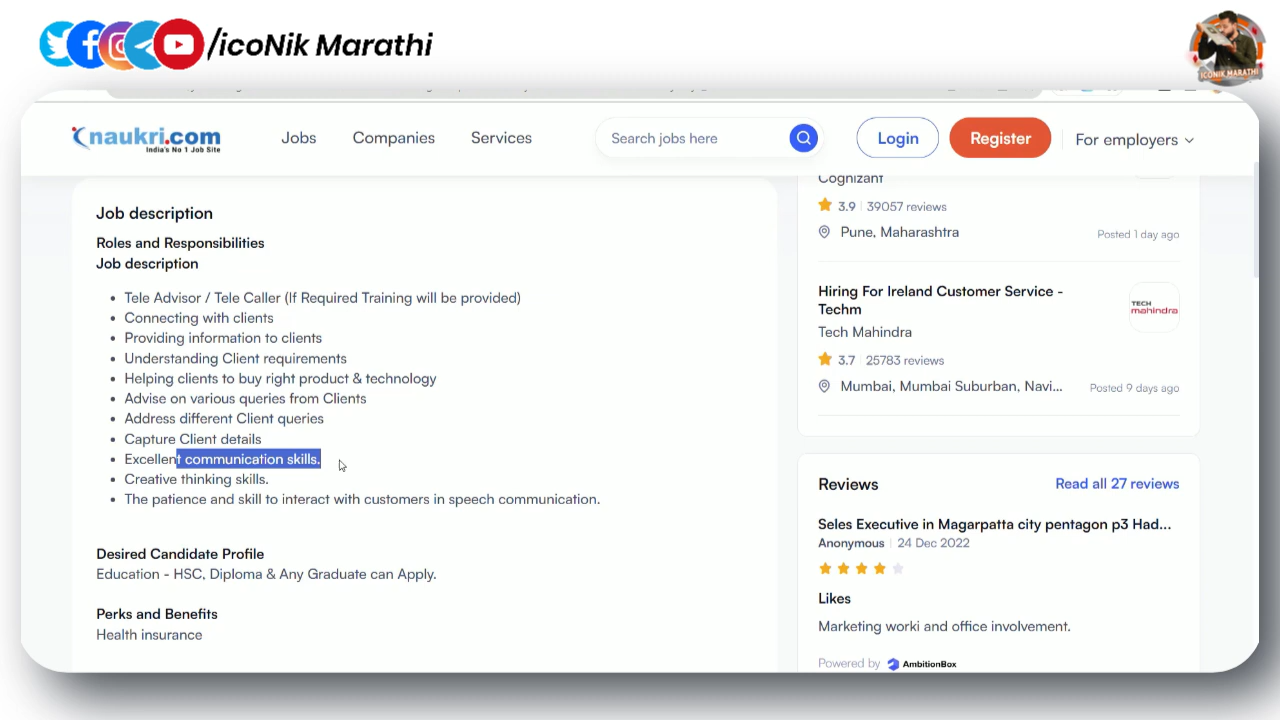 /icoNik Marathi
ICONIK MARATHI
naukri.com
India's No 1 Job Site
Jobs
Companies
Services
Search jobs here
Login
Register
For employers
Job description
Roles and Responsibilities
Job description
• Tele Advisor / Tele Caller (If Required Training will be provided)
• Connecting with clients
• Providing information to clients
• Understanding Client requirements
• Helping clients to buy right product & technology
• Advise on various queries from Clients
• Address different Client queries
• Capture Client details
• Excellent communication skills.
• Creative thinking skills.
• The patience and skill to interact with customers in speech communication.
Desired Candidate Profile
Education - HSC, Diploma & Any Graduate can Apply.
Perks and Benefits
Health insurance
Cognizant
3.9 | 39057 reviews
Pune, Maharashtra
Posted 1 day ago
Hiring For Ireland Customer Service -
Techm
TECH
mahindra
Tech Mahindra
3.7 | 25783 reviews
Mumbai, Mumbai Suburban, Navi...
Posted 9 days ago
Reviews
Read all 27 reviews
Seles Executive in Magarpatta city pentagon p3 Had...
Anonymous | 24 Dec 2022
Likes
Marketing worki and office involvement.
Powered by AmbitionBox